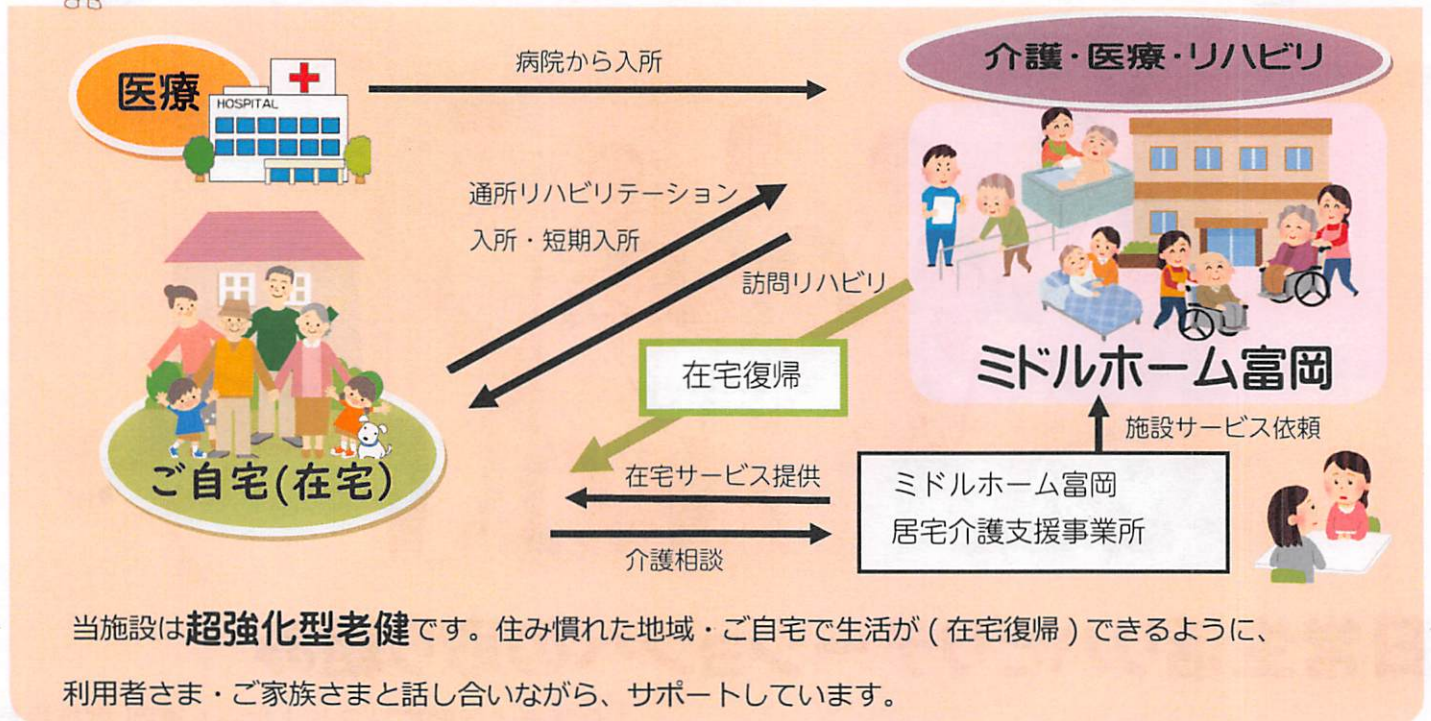 医療
HOSPITAL
病院から入所
介護・医療・リハビリ
通所リハビリテーション
入所・短期入所
訪問リハビリ
在宅復帰
ミドルホーム富岡
施設サービス依頼
ご自宅(在宅)
在宅サービス提供
介護相談
ミドルホーム富岡
居宅介護支援事業所
当施設は超強化型老健です。住み慣れた地域・ご自宅で生活が(在宅復帰)できるように、
利用者さま・ご家族さまと話し合いながら、サポートしています。